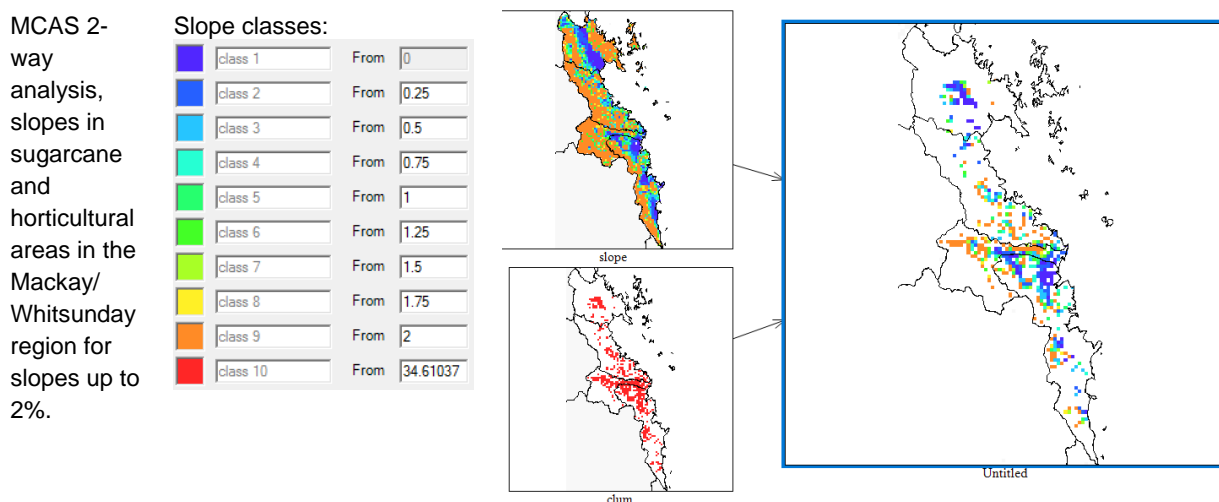 MCAS 2-
way
analysis,
slopes in
sugarcane
and
horticultural
areas in the
Mackay/
Whitsunday
region for
slopes up to
2%.
Slope classes:
class 1 From 0
class 2 From 0.25
class 3 From 0.5
class 4 From 0.75
class 5 From 1
class 6 From 1.25
class 7 From 1.5
class 8 From 1.75
class 9 From 2
class 10 From 34.61037
slope
clum
Untitled